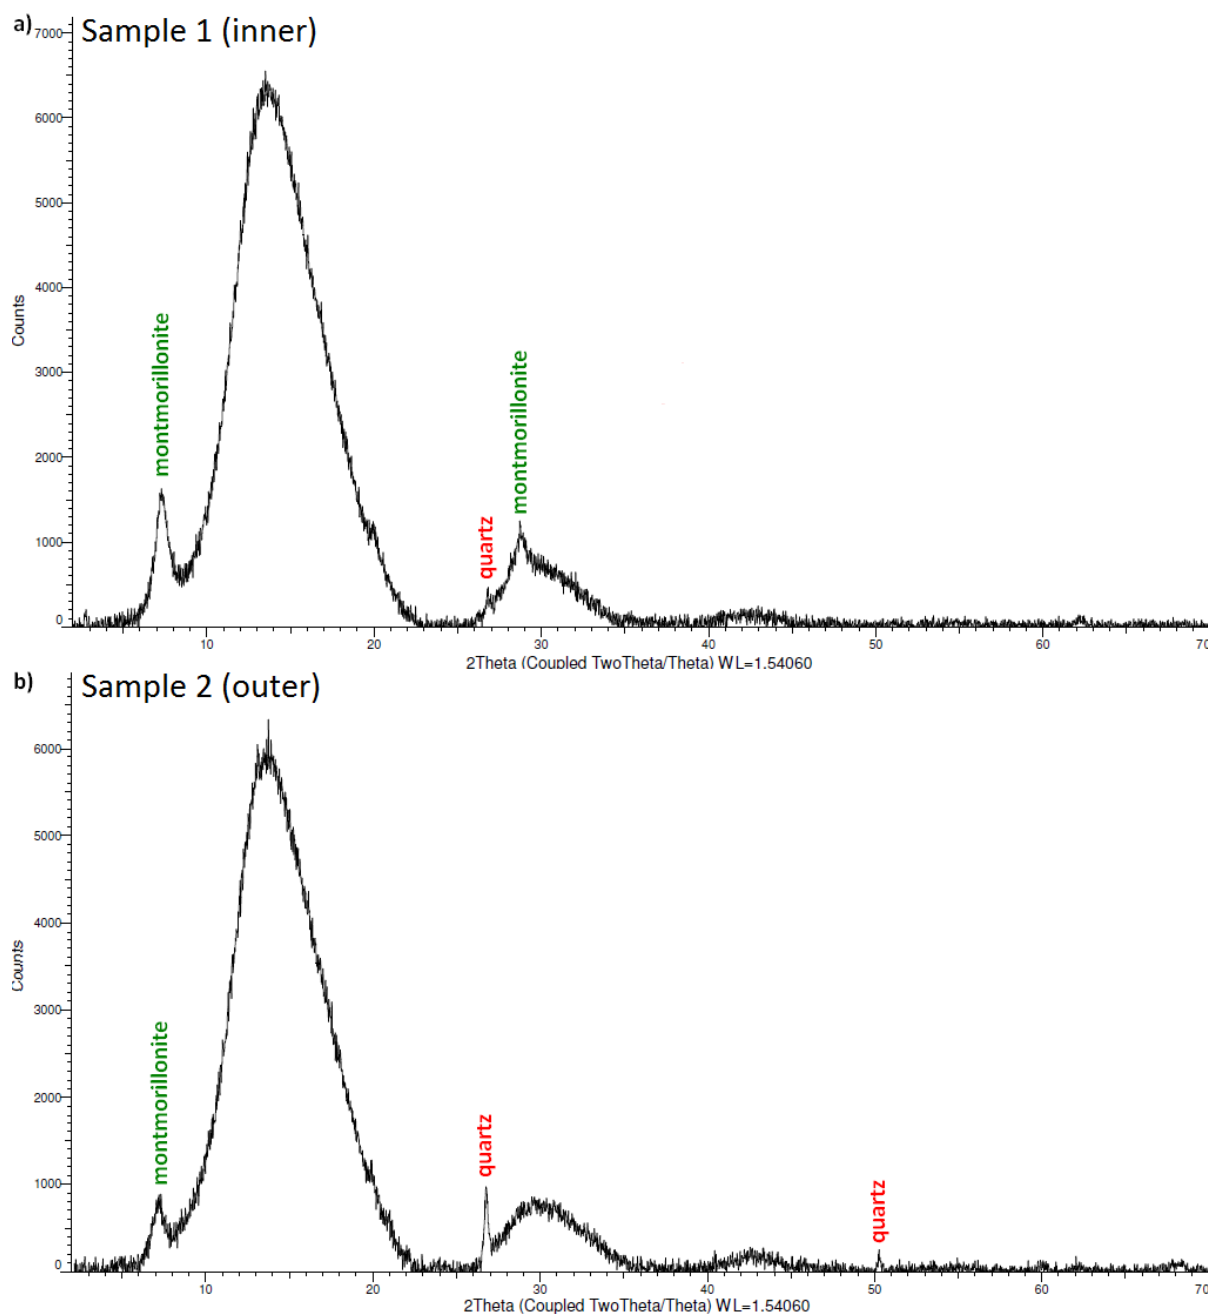 a) Sample 1 (inner)
7000
6000
5000
4000
3000
2000
1000
0
Counts
montmorillonite
quartz
montmorillonite
10 20 30 40 50 60 70
2Theta (Coupled TwoTheta/Theta) WL=1.54060
b) Sample 2 (outer)
6000
5000
4000
3000
2000
1000
0
Counts
montmorillonite
quartz
quartz
10 20 30 40 50 60 70
2Theta (Coupled TwoTheta/Theta) WL=1.54060